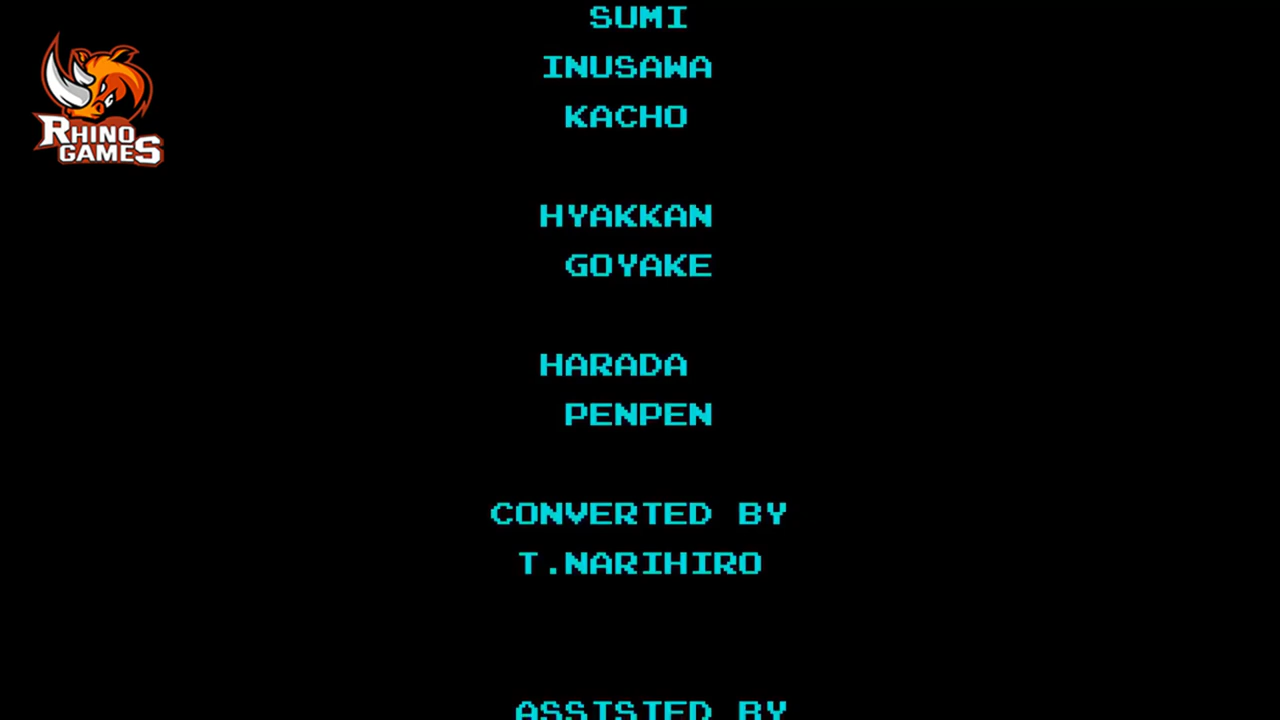 RHINO
GAMES
SUMI
INUSAWA
KACHO
HYAKKAN
GOYAKE
HARADA
PENPEN
CONVERTED BY
T.NARIHIRO
ASSISTED BY